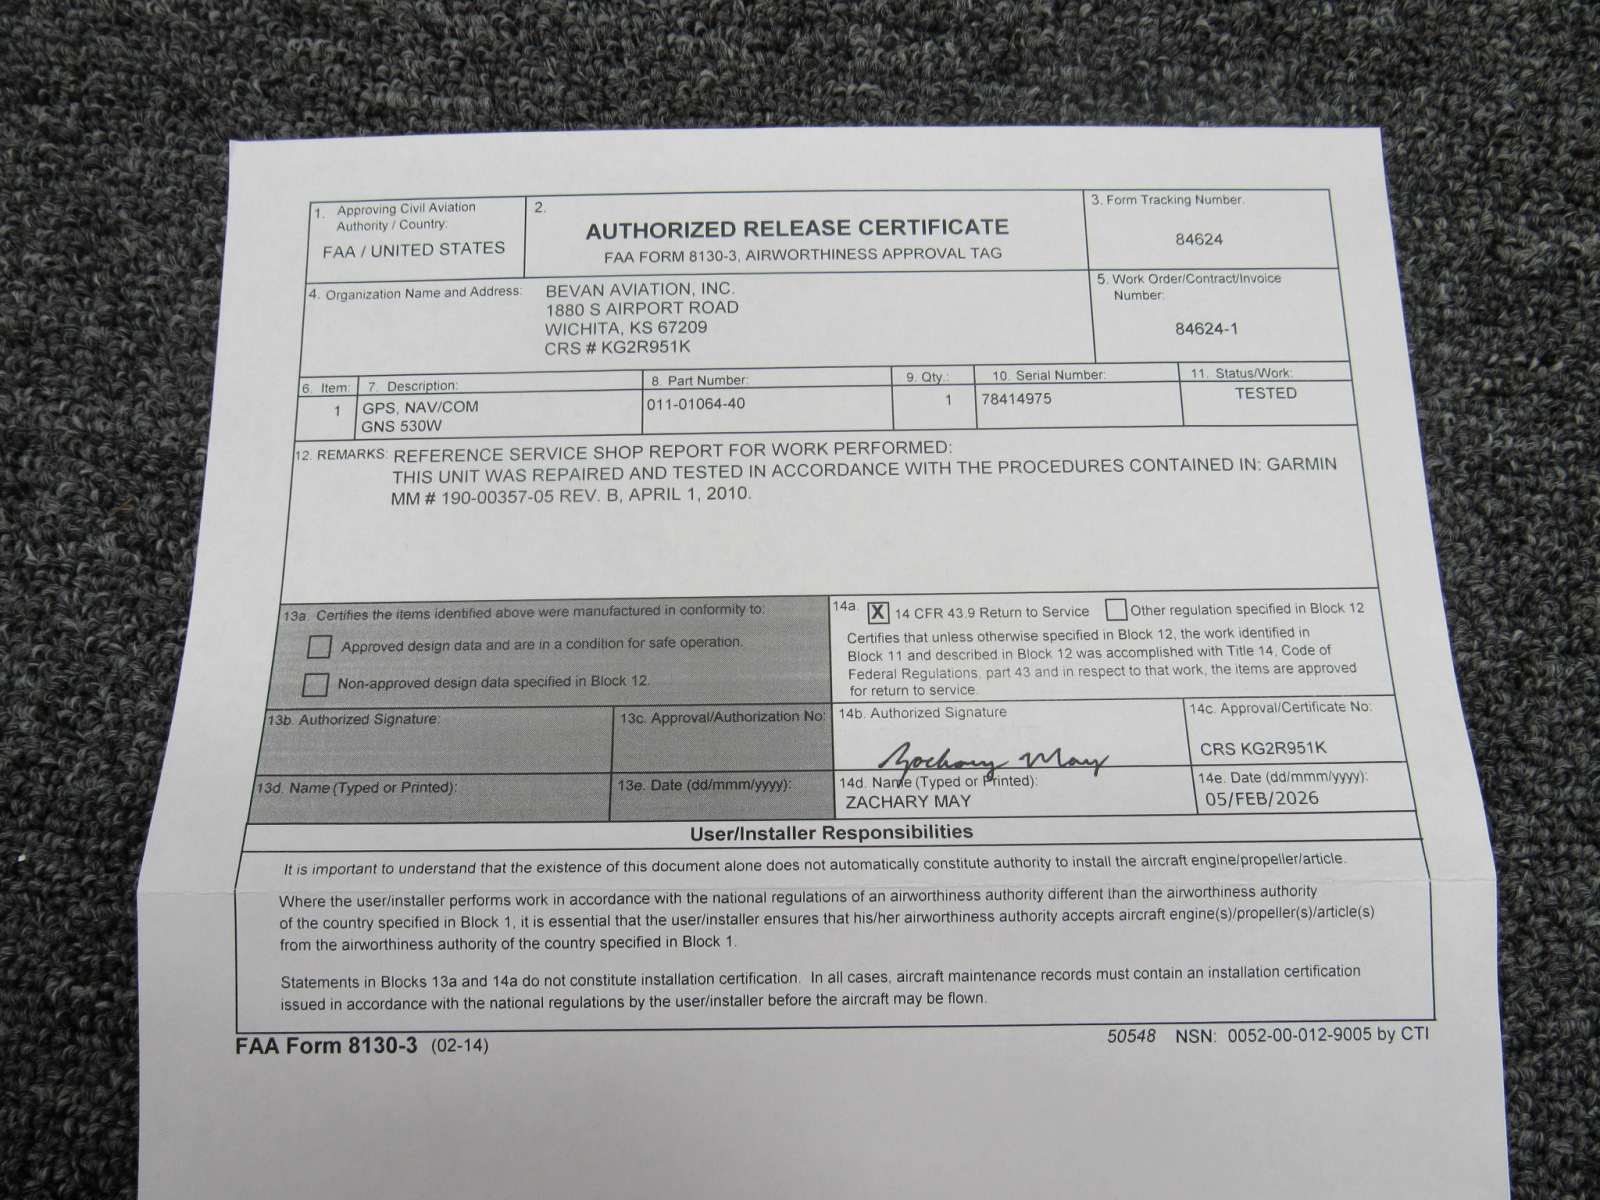 1. Approving Civil Aviation
Authority / Country:
FAA / UNITED STATES
2.
AUTHORIZED RELEASE CERTIFICATE
FAA FORM 8130-3, AIRWORTHINESS APPROVAL TAG
3. Form Tracking Number.
84624
4. Organization Name and Address:
BEVAN AVIATION, INC.
1880 S AIRPORT ROAD
WICHITA, KS 67209
CRS # KG2R951K
5. Work Order/Contract/Invoice
Number:
84624-1
6. Item: 7. Description: 8. Part Number: 9. Qty.: 10. Serial Number: 11. Status/Work:
1 GPS, NAV/COM 011-01064-40 1 78414975 TESTED
GNS 530W
12. REMARKS: REFERENCE SERVICE SHOP REPORT FOR WORK PERFORMED:
THIS UNIT WAS REPAIRED AND TESTED IN ACCORDANCE WITH THE PROCEDURES CONTAINED IN: GARMIN
MM # 190-00357-05 REV. B, APRIL 1, 2010.
13a. Certifies the items identified above were manufactured in conformity to:
Approved design data and are in a condition for safe operation.
Non-approved design data specified in Block 12.
14a. X 14 CFR 43.9 Return to Service Other regulation specified in Block 12
Certifies that unless otherwise specified in Block 12, the work identified in
Block 11 and described in Block 12 was accomplished with Title 14, Code of
Federal Regulations, part 43 and in respect to that work, the items are approved
for return to service.
13b. Authorized Signature: 13c. Approval/Authorization No:
14b. Authorized Signature
Zachary May
14c. Approval/Certificate No:
CRS KG2R951K
13d. Name (Typed or Printed): 13e. Date (dd/mmm/yyyy):
14d. Name (Typed or Printed):
ZACHARY MAY
14e. Date (dd/mmm/yyyy):
05/FEB/2026
User/Installer Responsibilities
It is important to understand that the existence of this document alone does not automatically constitute authority to install the aircraft engine/propeller/article.
Where the user/installer performs work in accordance with the national regulations of an airworthiness authority different than the airworthiness authority
of the country specified in Block 1, it is essential that the user/installer ensures that his/her airworthiness authority accepts aircraft engine(s)/propeller(s)/article(s)
from the airworthiness authority of the country specified in Block 1.
Statements in Blocks 13a and 14a do not constitute installation certification. In all cases, aircraft maintenance records must contain an installation certification
issued in accordance with the national regulations by the user/installer before the aircraft may be flown.
FAA Form 8130-3 (02-14)
50548 NSN: 0052-00-012-9005 by CTI